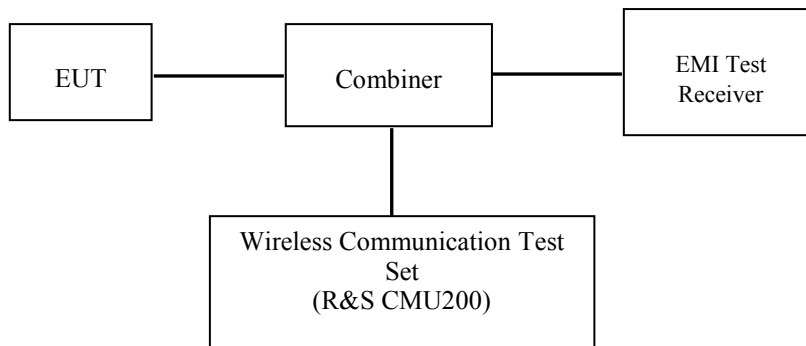 EUT
Combiner
EMI Test
Receiver
Wireless Communication Test
Set
(R&S CMU200)